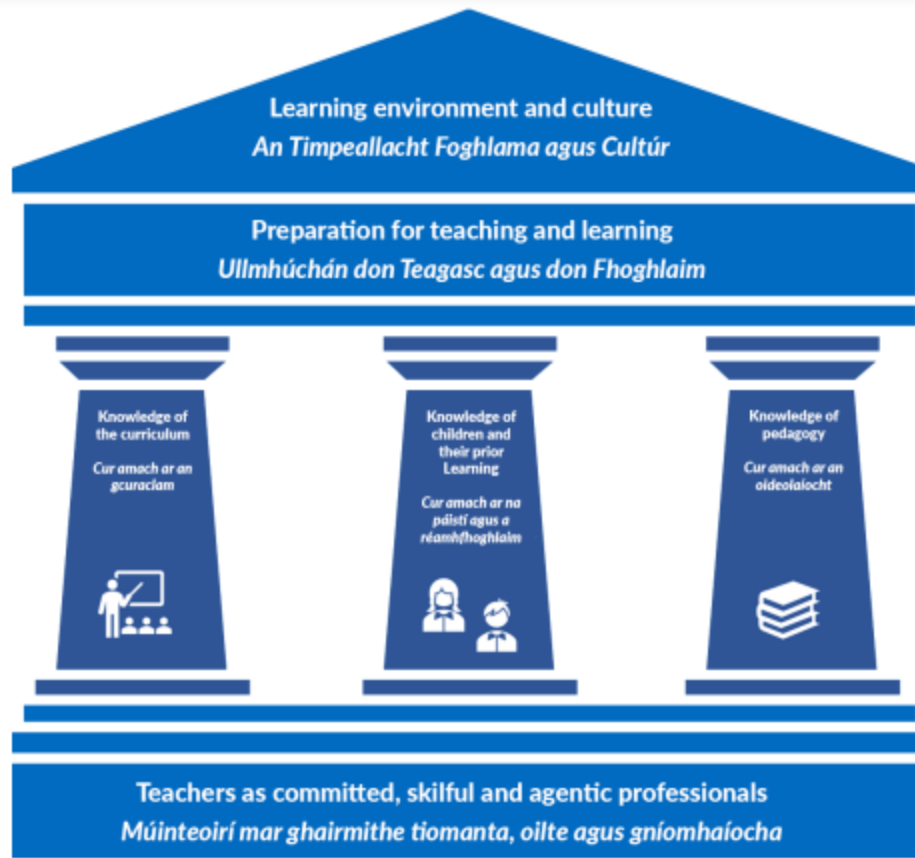 Learning environment and culture
An Timpeallacht Foghlama agus Cultúr
Preparation for teaching and learning
Ullmhúchán don Teagasc agus don Fhoghlaim
Knowledge of
the curriculum
Cur amach ar an
gcuraclam
Knowledge of
children and
their prior
Learning
Cur amach ar na
páistí agus a
réamhfhoghlaim
Knowledge of
pedagogy
Cur amach ar an
oideolaíocht
Teachers as committed, skilful and agentic professionals
Múinteoirí mar ghairmithe tiomanta, oilte agus gníomhaíocha